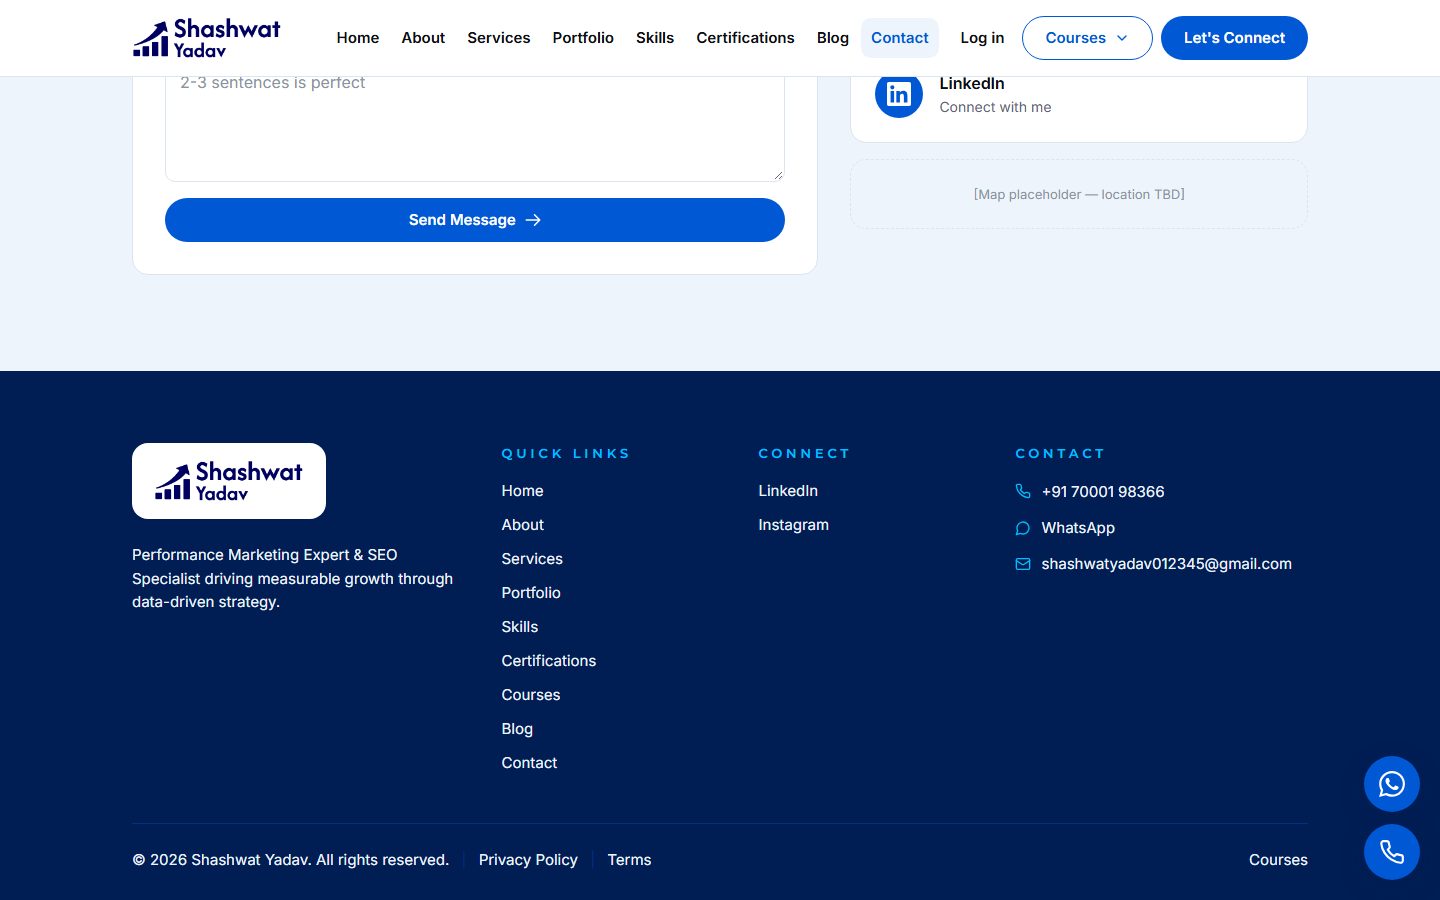 Shashwat
Yadav
Home About Services Portfolio Skills Certifications Blog Contact Log in Courses Let's Connect
2-3 sentences is perfect
Send Message
LinkedIn
Connect with me
[Map placeholder — location TBD]
Shashwat
Yadav
Performance Marketing Expert & SEO
Specialist driving measurable growth through
data-driven strategy.
QUICK LINKS
Home
About
Services
Portfolio
Skills
Certifications
Courses
Blog
Contact
CONNECT
LinkedIn
Instagram
CONTACT
+91 70001 98366
WhatsApp
shashwatyadav012345@gmail.com
© 2026 Shashwat Yadav. All rights reserved. Privacy Policy Terms Courses